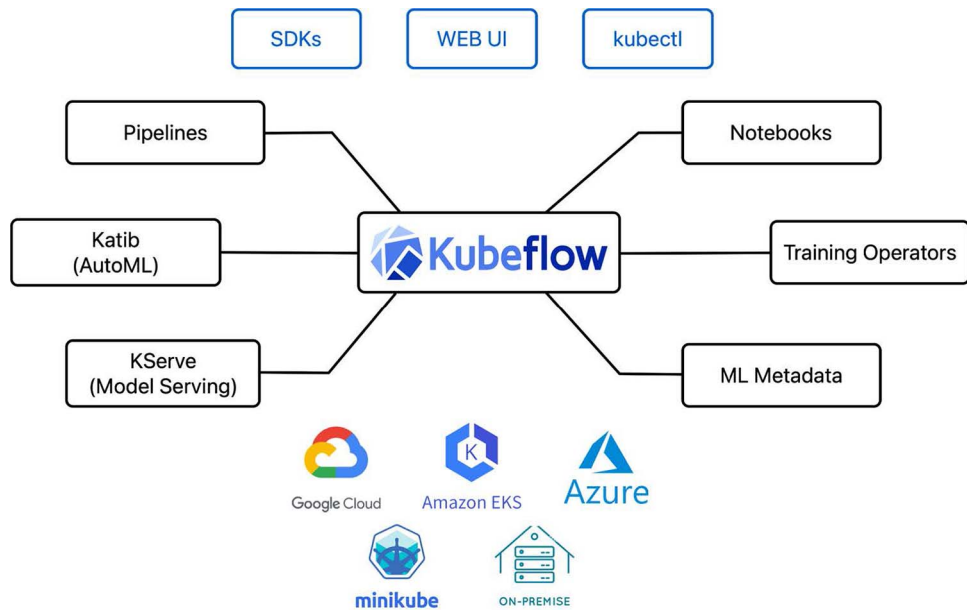 SDKs
WEB UI
kubectl
Pipelines
Notebooks
Katib
(AutoML)
Kubeflow
Training Operators
KServe
(Model Serving)
ML Metadata
Google Cloud
K
Amazon EKS
Azure
minikube
ON-PREMISE